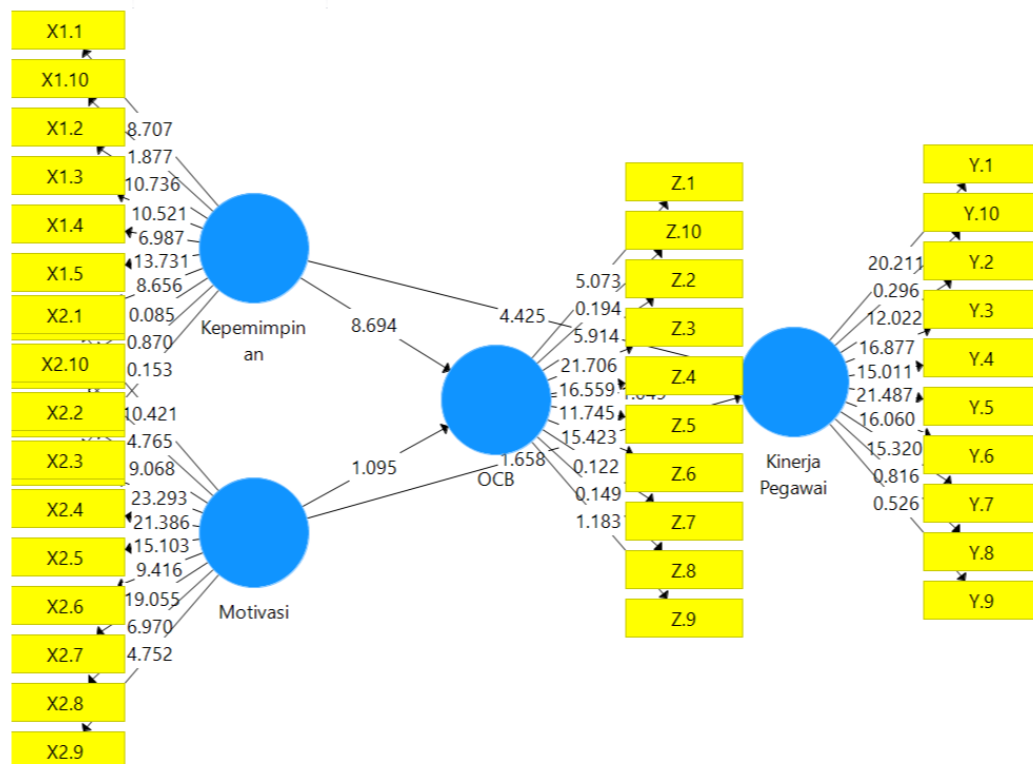 X1.1
X1.10
X1.2
X1.3
X1.4
X1.5
X2.1
X2.10
X2.2
X2.3
X2.4
X2.5
X2.6
X2.7
X2.8
X2.9
8.707
1.877
10.736
10.521
6.987
13.731
8.656
0.085
0.870
0.153
10.421
4.765
9.068
23.293
21.386
15.103
9.416
19.055
6.970
4.752
Kepemimpin
an
Motivasi
8.694
1.095
4.425
1.658
OCB
5.073
0.194
5.914
21.706
16.559
11.745
15.423
0.122
0.149
1.183
Z.1
Z.10
Z.2
Z.3
Z.4
Z.5
Z.6
Z.7
Z.8
Z.9
Kinerja
Pegawai
20.211
0.296
12.022
16.877
15.011
21.487
16.060
15.320
0.816
0.526
Y.1
Y.10
Y.2
Y.3
Y.4
Y.5
Y.6
Y.7
Y.8
Y.9